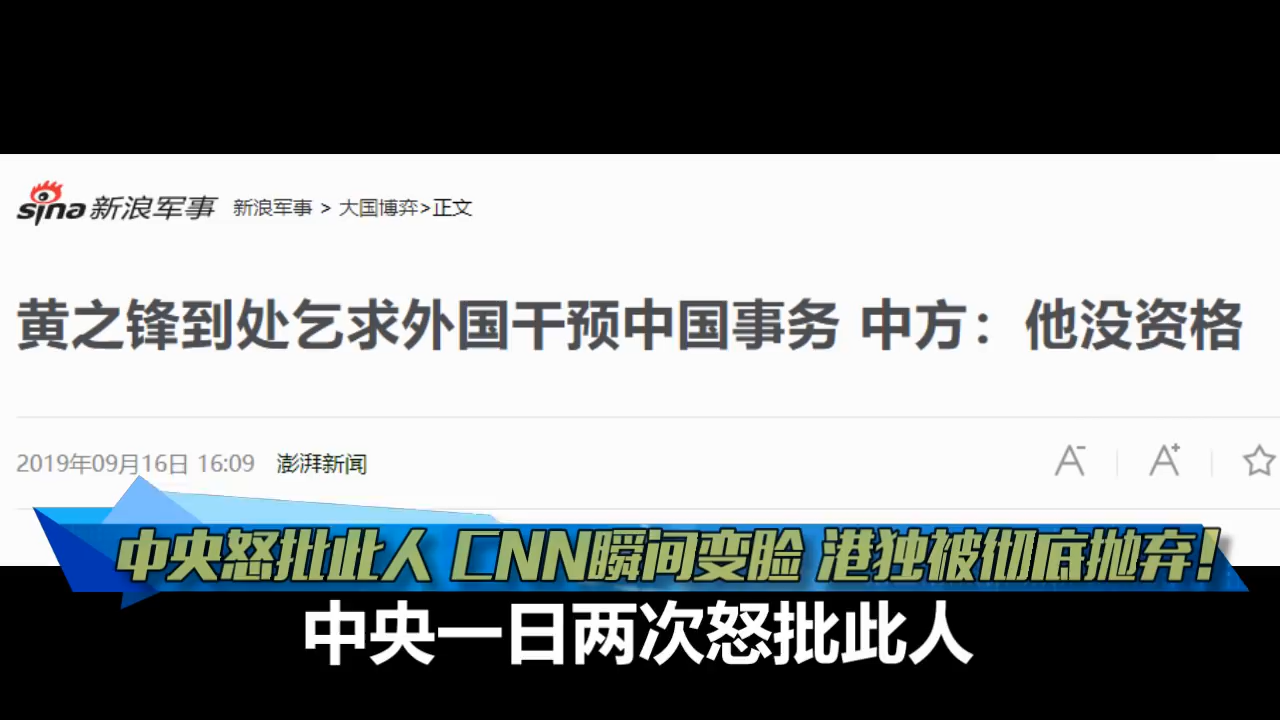 sina 新浪军事 新浪军事 > 大国博弈>正文
黄之锋到处乞求外国干预中国事务 中方：他没资格
2019年09月16日 16:09 澎湃新闻 A- A+
中央怒批此人 CNN瞬间变脸 港独被彻底抛弃！
中央一日两次怒批此人